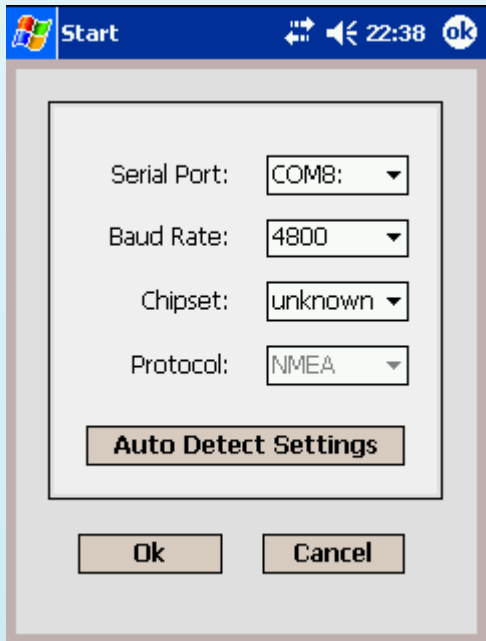 Start 22:38 ok
Serial Port: COM8:
Baud Rate: 4800
Chipset: unknown
Protocol: NMEA
Auto Detect Settings
Ok Cancel